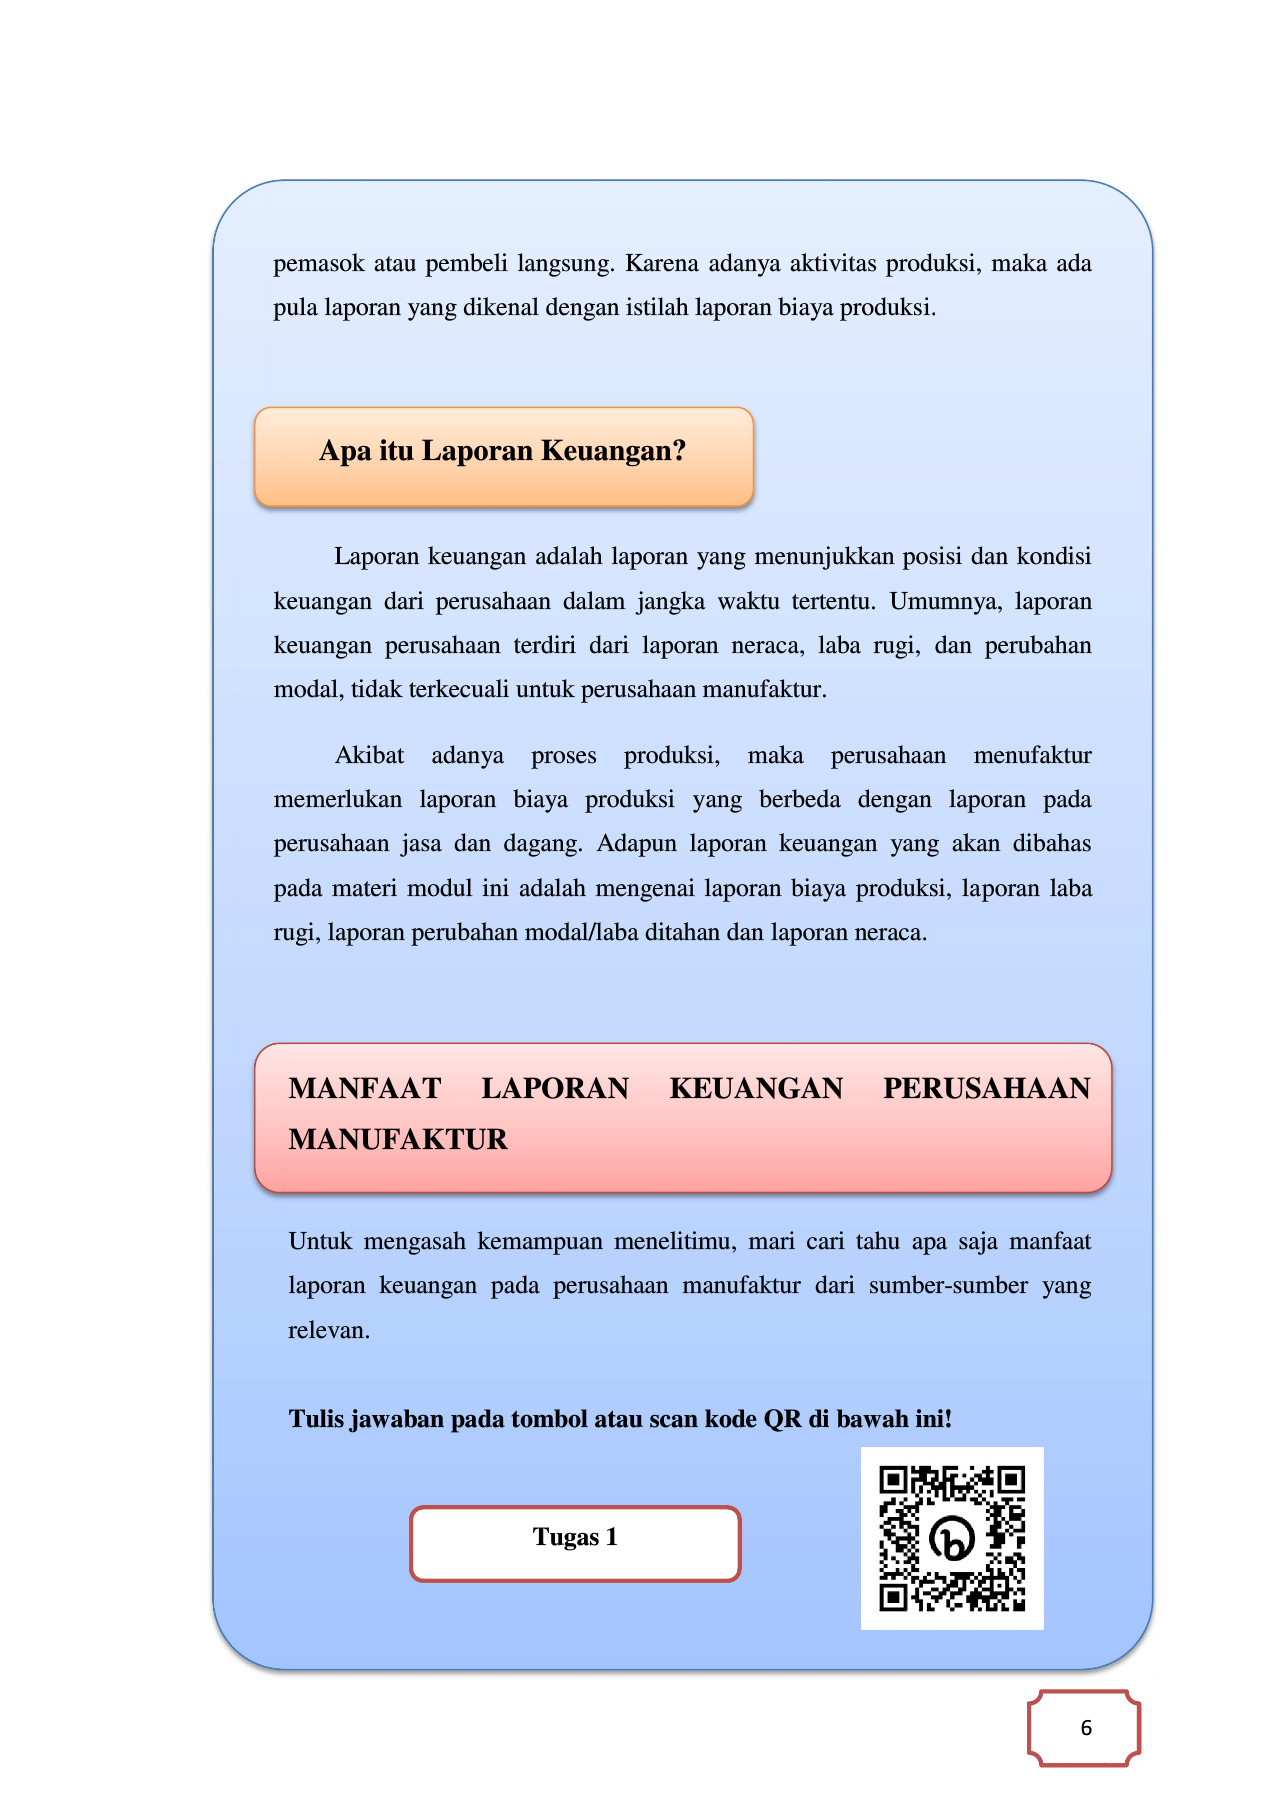 pemasok atau pembeli langsung. Karena adanya aktivitas produksi, maka ada
pula laporan yang dikenal dengan istilah laporan biaya produksi.
Apa itu Laporan Keuangan?
Laporan keuangan adalah laporan yang menunjukkan posisi dan kondisi
keuangan dari perusahaan dalam jangka waktu tertentu. Umumnya, laporan
keuangan perusahaan terdiri dari laporan neraca, laba rugi, dan perubahan
modal, tidak terkecuali untuk perusahaan manufaktur.
Akibat adanya proses produksi, maka perusahaan menufaktur
memerlukan laporan biaya produksi yang berbeda dengan laporan pada
perusahaan jasa dan dagang. Adapun laporan keuangan yang akan dibahas
pada materi modul ini adalah mengenai laporan biaya produksi, laporan laba
rugi, laporan perubahan modal/laba ditahan dan laporan neraca.
MANFAAT LAPORAN KEUANGAN PERUSAHAAN
MANUFAKTUR
Untuk mengasah kemampuan menelitimu, mari cari tahu apa saja manfaat
laporan keuangan pada perusahaan manufaktur dari sumber-sumber yang
relevan.
Tulis jawaban pada tombol atau scan kode QR di bawah ini!
Tugas 1
6